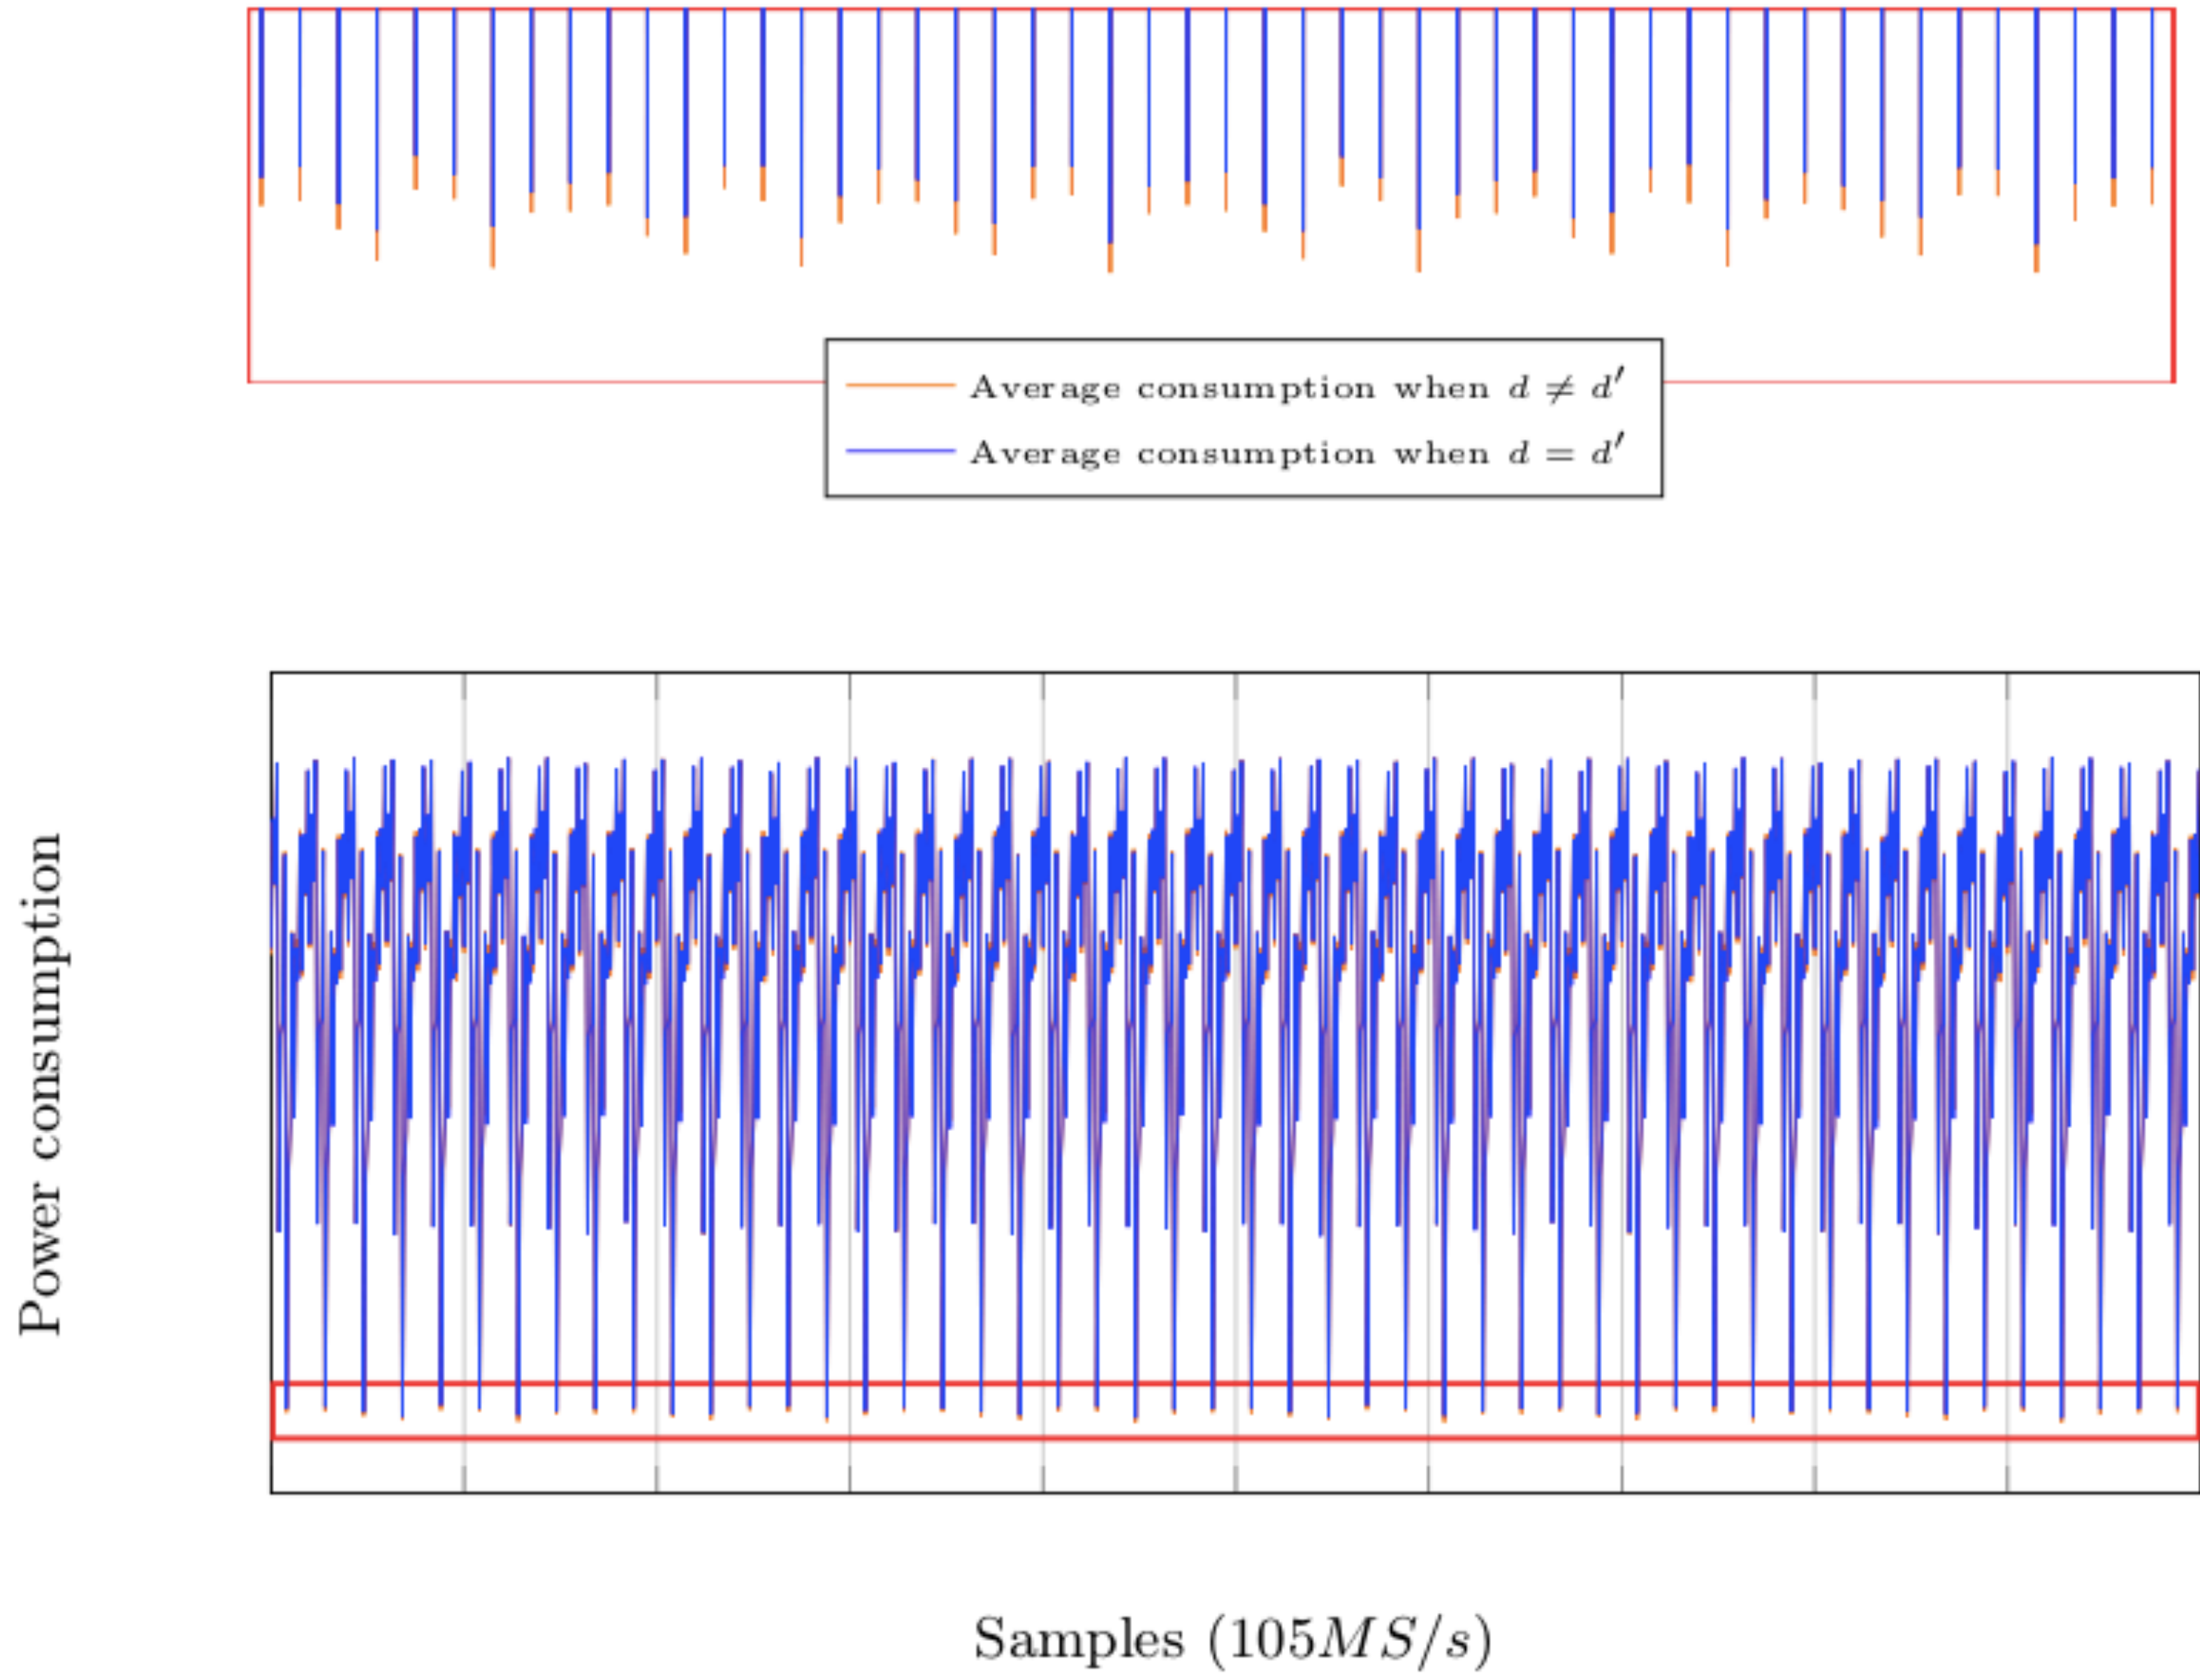 Average consumption when d ≠ d′
Average consumption when d = d′
Power consumption
Samples (105MS/s)